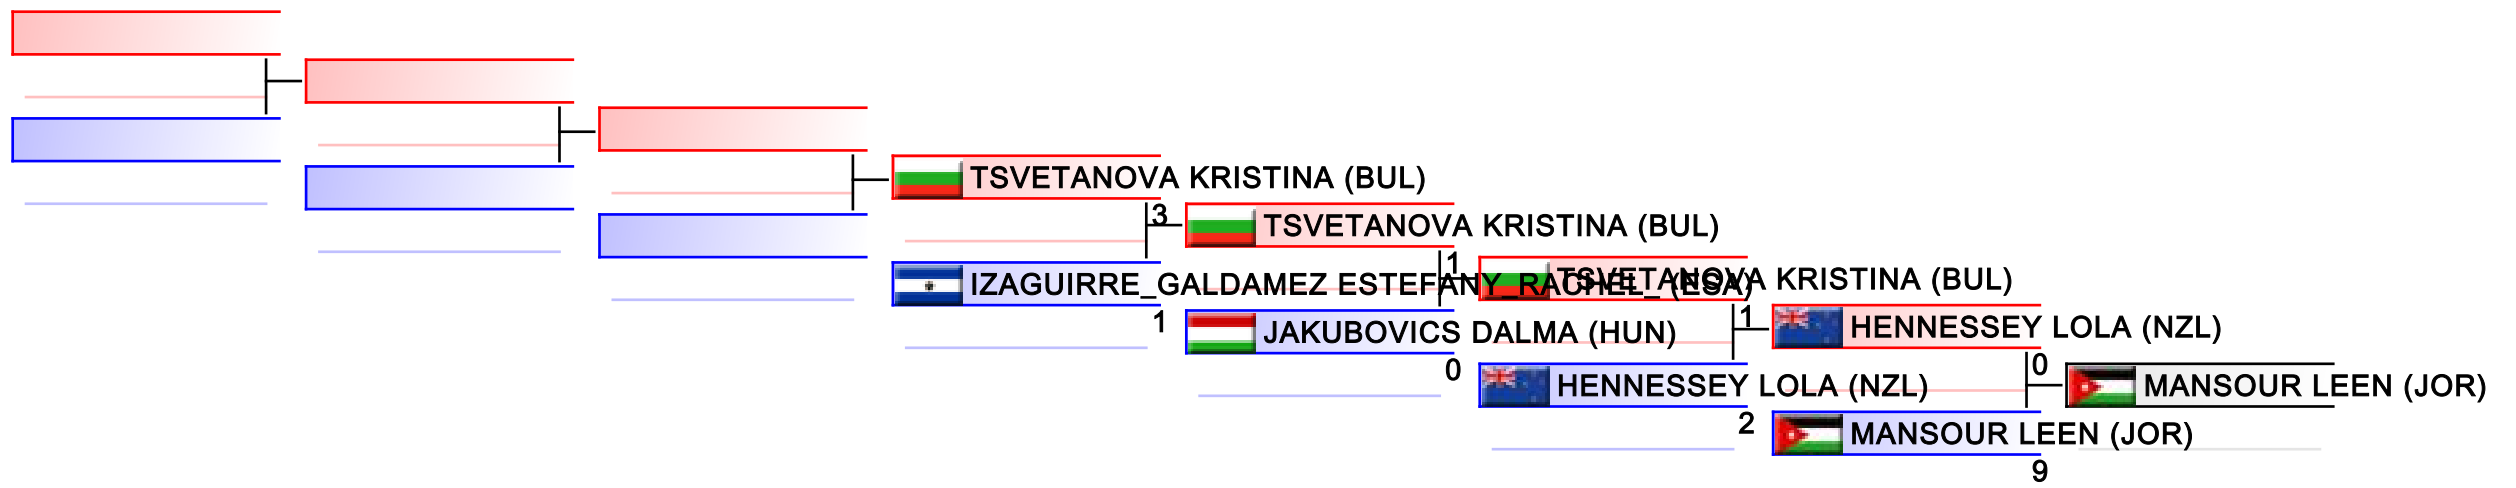 TSVETANOVA KRISTINA (BUL)
3
IZAGUIRRE_GALDAMEZ ESTEFANY_RACHEL_ (ESA)
1
TSVETANOVA KRISTINA (BUL)
1
JAKUBOVICS DALMA (HUN)
0
TSVETANOVA KRISTINA (BUL)
1
HENNESSEY LOLA (NZL)
2
HENNESSEY LOLA (NZL)
0
MANSOUR LEEN (JOR)
9
MANSOUR LEEN (JOR)